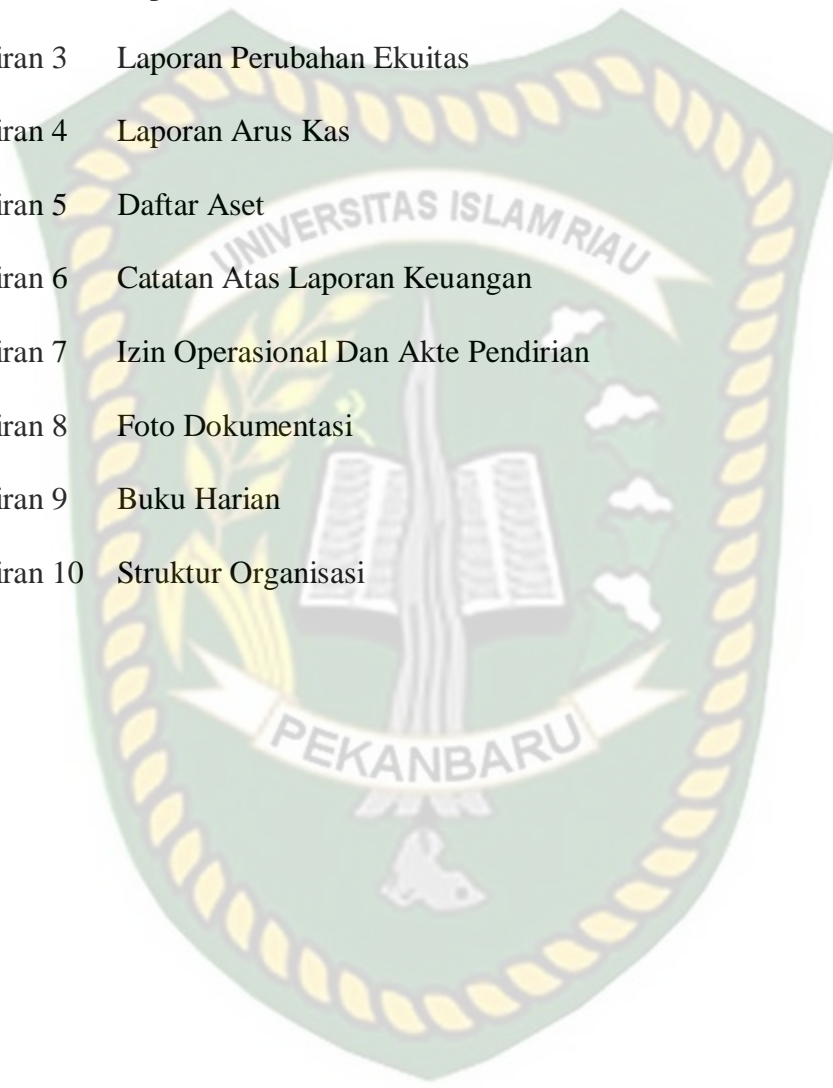 iran 3 Laporan Perubahan Ekuitas
iran 4 Laporan Arus Kas
iran 5 Daftar Aset
iran 6 Catatan Atas Laporan Keuangan
iran 7 Izin Operasional Dan Akte Pendirian
iran 8 Foto Dokumentasi
iran 9 Buku Harian
iran 10 Struktur Organisasi
UNIVERSITAS ISLAM RIAU
PEKANBARU